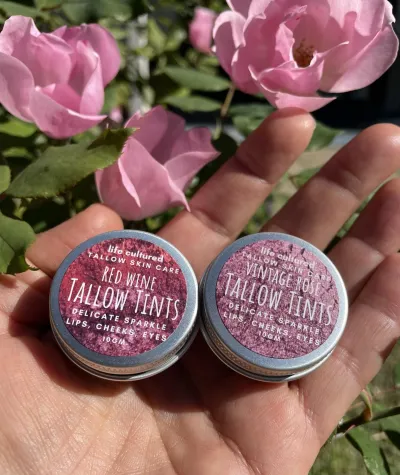 life cultured
TALLOW SKIN CARE
RED WINE
TALLOW TINTS
DELICATE SPARKLE
LIPS, CHEEKS, EYES
10GM
life cultured
TALLOW SKIN CARE
VINTAGE ROSE
TALLOW TINTS
DELICATE SPARKLE
LIPS, CHEEKS, EYES
10GM